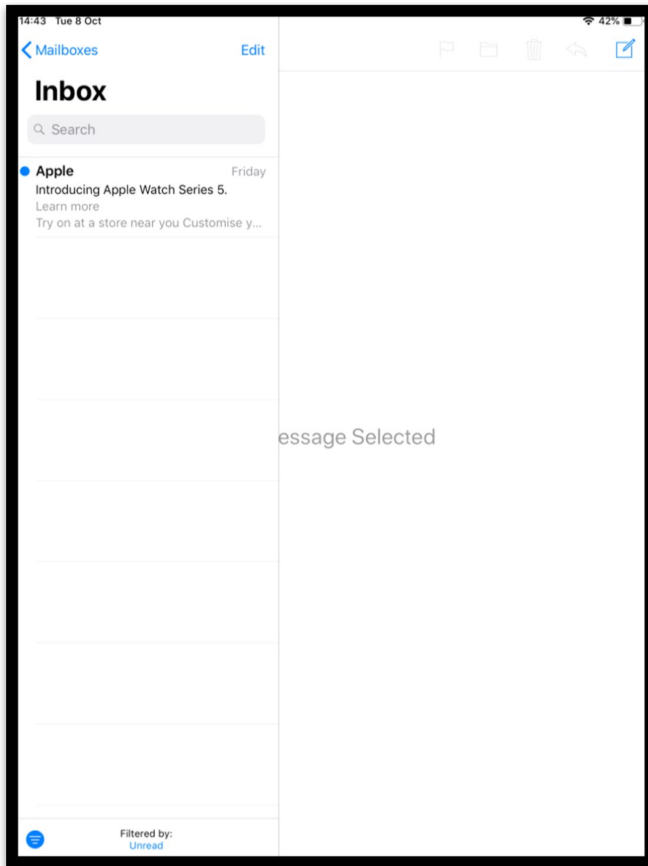 14:43 Tue 8 Oct
42%
Mailboxes
Edit
Inbox
Search
Apple
Friday
Introducing Apple Watch Series 5.
Learn more
Try on at a store near you Customise y...
essage Selected
Filtered by:
Unread